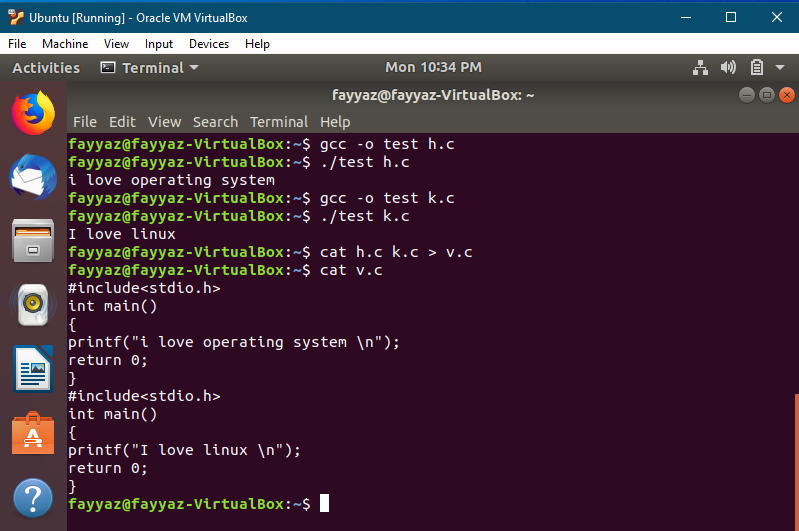 Ubuntu [Running] - Oracle VM VirtualBox
File Machine View Input Devices Help
Activities Terminal Mon 10:34 PM
fayyaz@fayyaz-VirtualBox: ~
File Edit View Search Terminal Help
fayyaz@fayyaz-VirtualBox:~$ gcc -o test h.c
fayyaz@fayyaz-VirtualBox:~$ ./test h.c
i love operating system
fayyaz@fayyaz-VirtualBox:~$ gcc -o test k.c
fayyaz@fayyaz-VirtualBox:~$ ./test k.c
I love linux
fayyaz@fayyaz-VirtualBox:~$ cat h.c k.c > v.c
fayyaz@fayyaz-VirtualBox:~$ cat v.c
#include<stdio.h>
int main()
{
printf("i love operating system \n");
return 0;
}
#include<stdio.h>
int main()
{
printf("I love linux \n");
return 0;
}
fayyaz@fayyaz-VirtualBox:~$